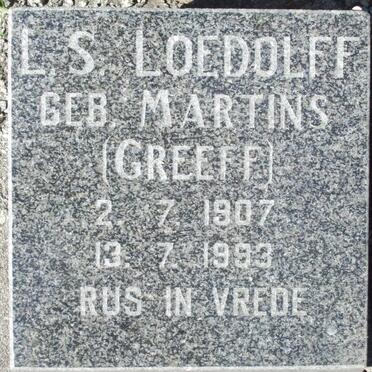 L.S. LOEDOLFF
GEB. MARTINS
(GREEFF)
2. 7. 1907
13. 7. 1993
RUS IN VREDE